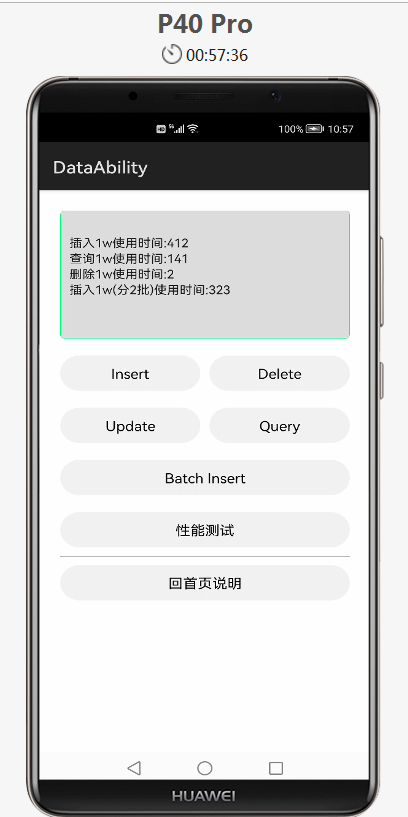 P40 Pro
00:57:36
100% 10:57
DataAbility
插入1w使用时间:412
查询1w使用时间:141
删除1w使用时间:2
插入1w(分2批)使用时间:323
Insert
Delete
Update
Query
Batch Insert
性能测试
回首页说明
HUAWEI